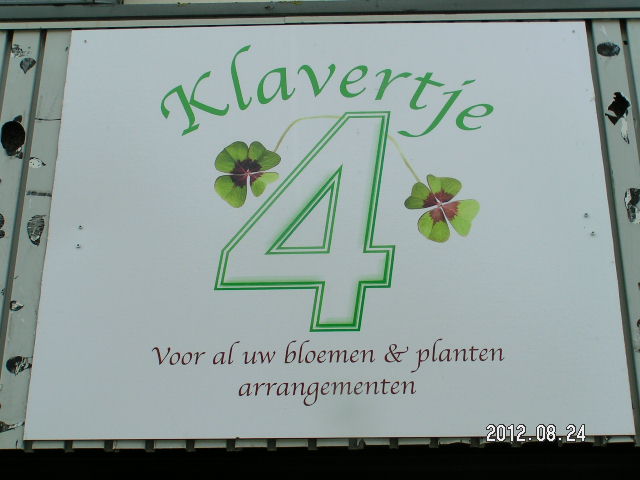 Klavertje
4
Voor al uw bloemen & planten
arrangementen
2012.08.24